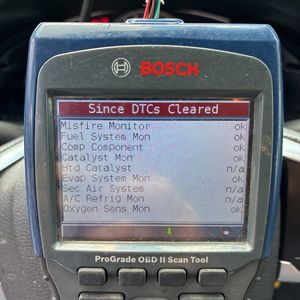 BOSCH
Since DTCs Cleared
Misfire Monitor ok
Fuel System Mon ok
Comp Component ok
Catalyst Mon ok
Htd Catalyst n/a
Evap System Mon ok
Sec Air System n/a
A/C Refrig Mon n/a
Oxygen Sens Mon ok
ProGrade OBD II Scan Tool